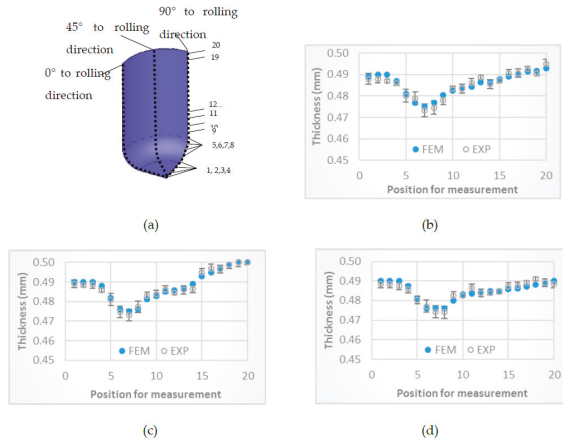 90° to rolling
direction
45° to rolling
direction
0° to rolling
direction
20
19
12..
11
9
5,6,7,8
1, 2,3,4
(a)
Thickness (mm)
0.50
0.49
0.48
0.47
0.46
0.45
0 5 10 15 20
FEM EXP
Position for measurement
(b)
Thickness (mm)
0.50
0.49
0.48
0.47
0.46
0.45
0 5 10 15 20
FEM EXP
Position for measurement
(c)
Thickness (mm)
0.50
0.49
0.48
0.47
0.46
0.45
0 5 10 15 20
FEM EXP
Position for measurement
(d)